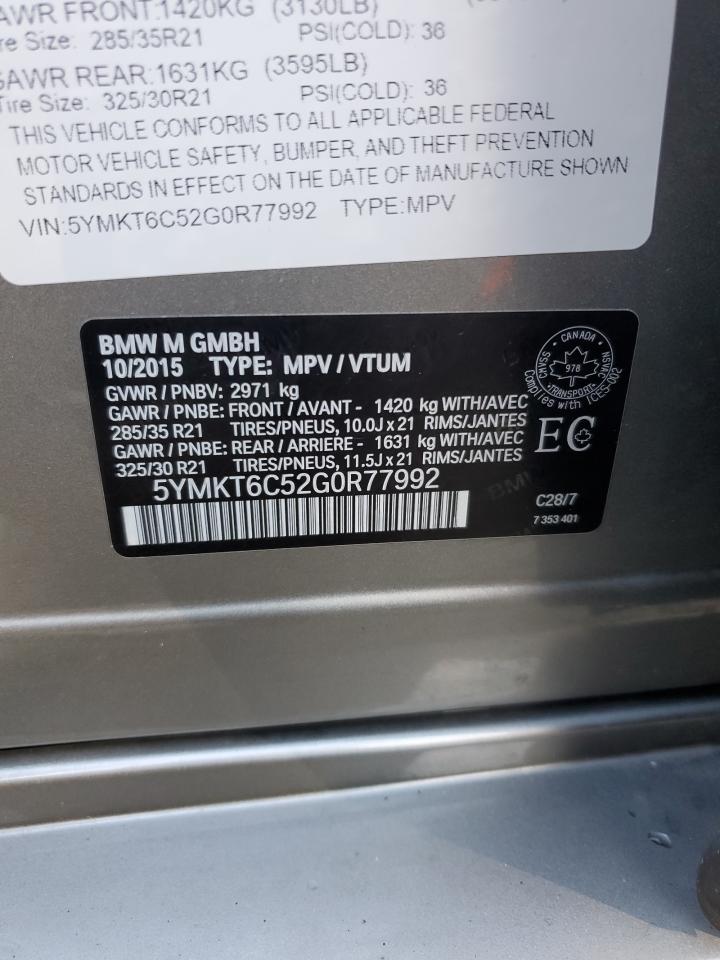 AWR FRONT:1420KG (3130LB)
re Size: 285/35R21 PSI(COLD): 36
GAWR REAR:1631KG (3595LB)
Tire Size: 325/30R21 PSI(COLD): 36
THIS VEHICLE CONFORMS TO ALL APPLICABLE FEDERAL
MOTOR VEHICLE SAFETY, BUMPER, AND THEFT PREVENTION
STANDARDS IN EFFECT ON THE DATE OF MANUFACTURE SHOWN
VIN:5YMKT6C52G0R77992 TYPE:MPV
BMW M GMBH
10/2015 TYPE: MPV / VTUM
GVWR / PNBV: 2971 kg
GAWR / PNBE: FRONT / AVANT - 1420 kg WITH/AVEC
285/35 R21 TIRES/PNEUS, 10.0J x 21 RIMS/JANTES
GAWR / PNBE: REAR / ARRIERE - 1631 kg WITH/AVEC
325/30 R21 TIRES/PNEUS, 11.5J x 21 RIMS/JANTES
5YMKT6C52G0R77992
CANADA
CMVSS
NSVAC
978
TRANSPORT
Complies with ICES-002
EC
BMW
C28/7
7 353 401